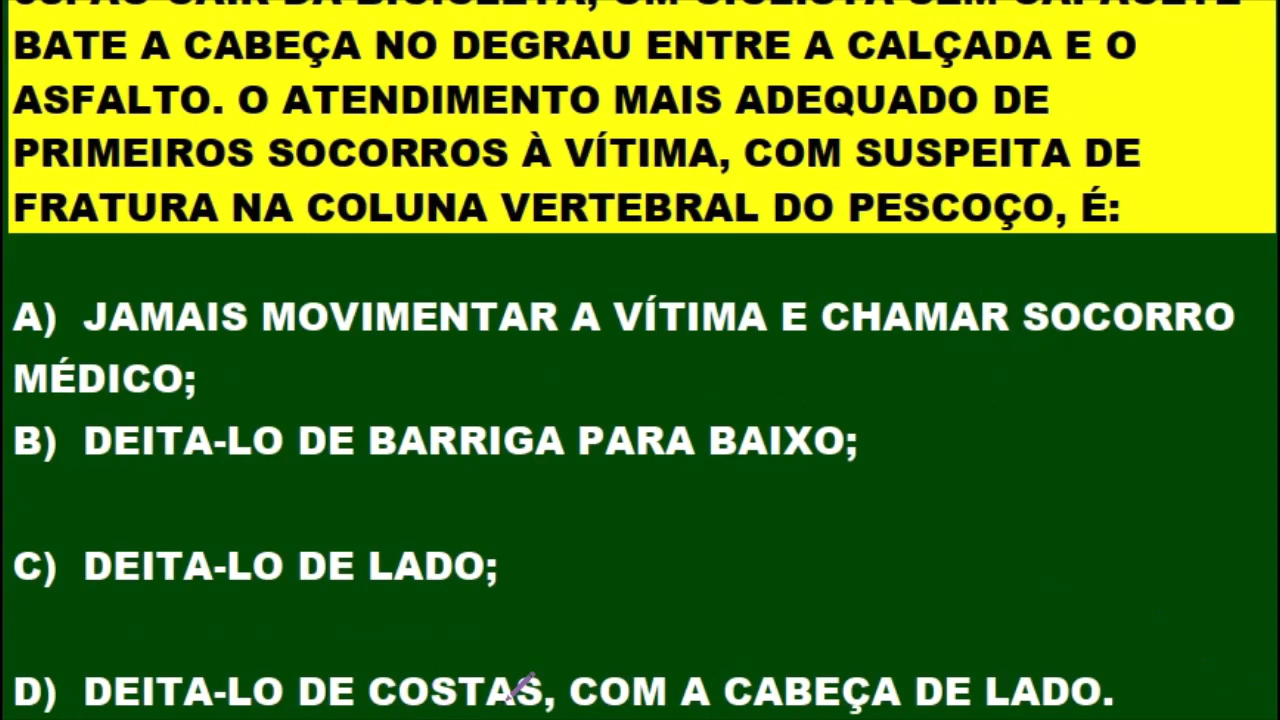 BATE A CABEÇA NO DEGRAU ENTRE A CALÇADA E O
ASFALTO. O ATENDIMENTO MAIS ADEQUADO DE
PRIMEIROS SOCORROS À VÍTIMA, COM SUSPEITA DE
FRATURA NA COLUNA VERTEBRAL DO PESCOÇO, É:
A) JAMAIS MOVIMENTAR A VÍTIMA E CHAMAR SOCORRO
MÉDICO;
B) DEITA-LO DE BARRIGA PARA BAIXO;
C) DEITA-LO DE LADO;
D) DEITA-LO DE COSTAS, COM A CABEÇA DE LADO.